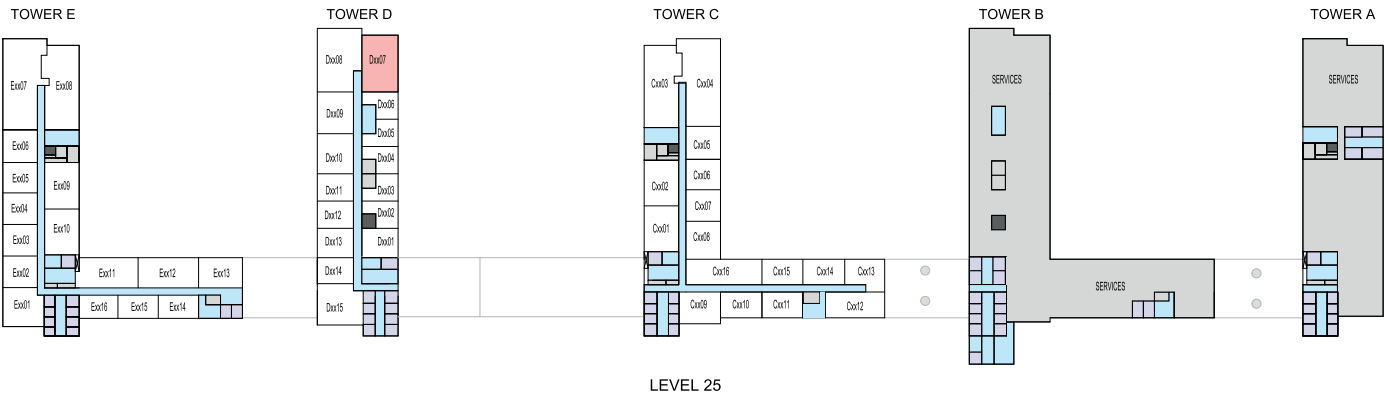 TOWER E
TOWER D
TOWER C
TOWER B
TOWER A
Exx07
Exx08
Exx06
Exx05
Exx09
Exx04
Exx10
Exx03
Exx02
Exx11
Exx12
Exx13
Exx01
Exx16
Exx15
Exx14
Dxx08
Dxx07
Dxx06
Dxx09
Dxx05
Dxx10
Dxx04
Dxx11
Dxx03
Dxx12
Dxx02
Dxx13
Dxx01
Dxx14
Dxx15
Cxx03
Cxx04
Cxx05
Cxx02
Cxx06
Cxx07
Cxx01
Cxx08
Cxx16
Cxx15
Cxx14
Cxx13
Cxx09
Cxx10
Cxx11
Cxx12
SERVICES
SERVICES
SERVICES
LEVEL 25